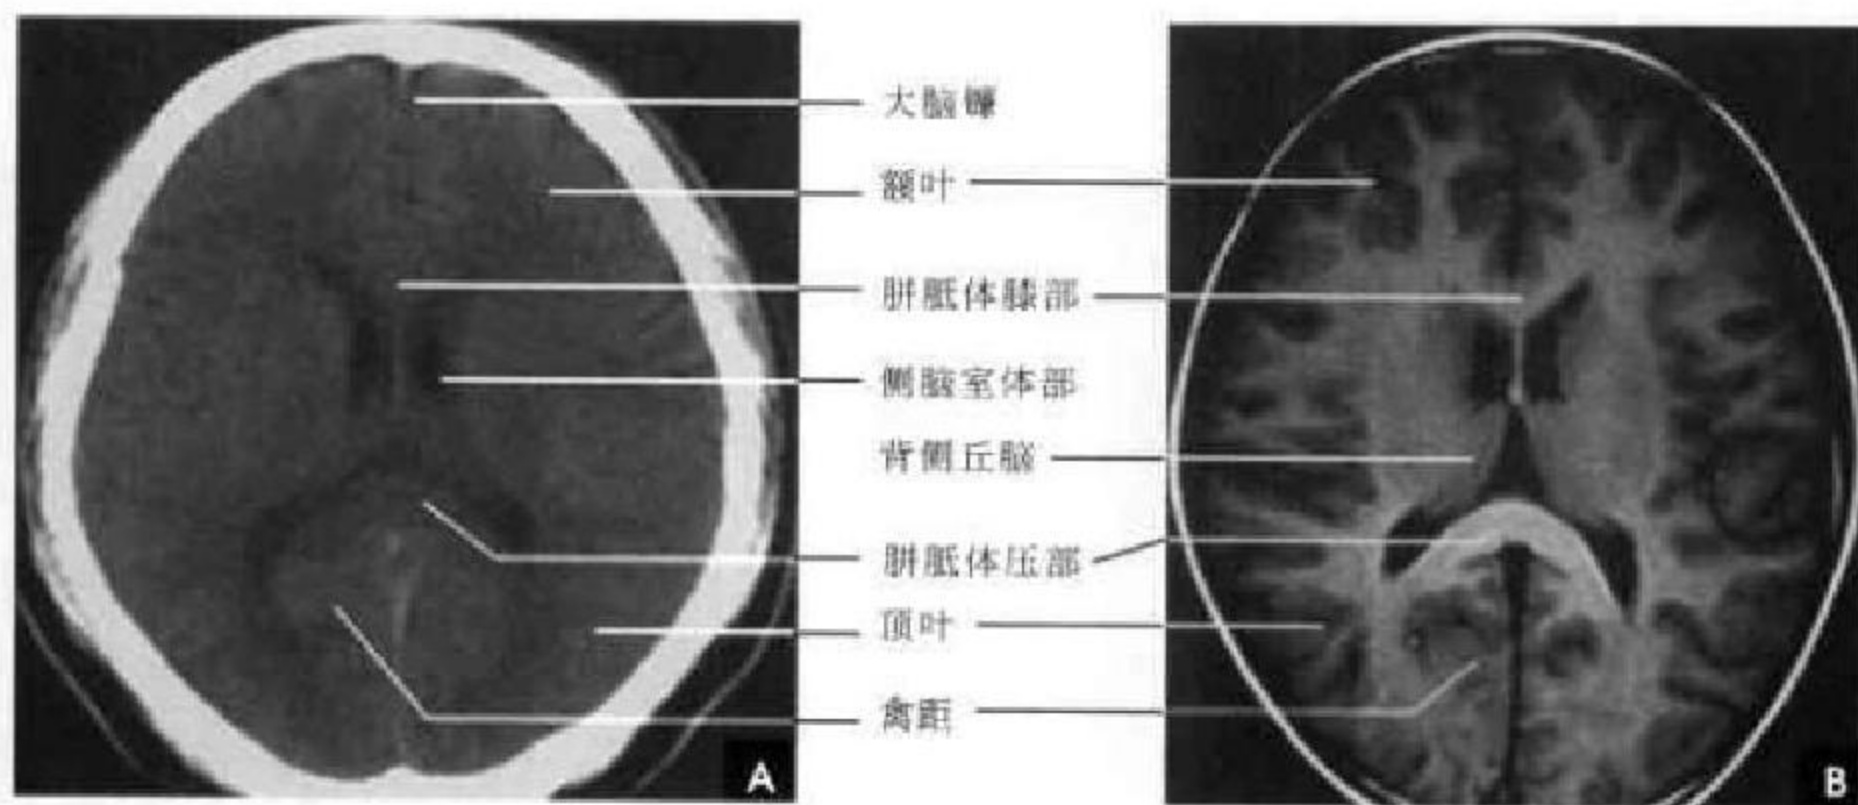 大脑镰
额叶
胼胝体膝部
侧脑室体部
背侧丘脑
胼胝体压部
顶叶
禽距
A
B